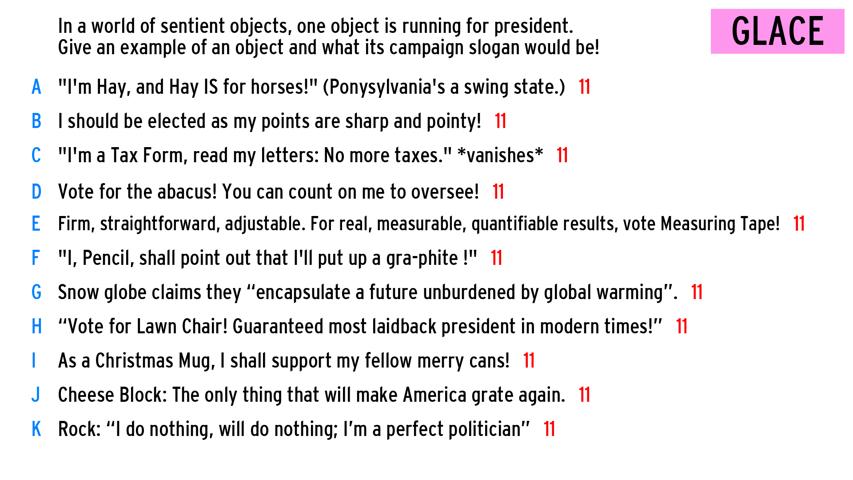 In a world of sentient objects, one object is running for president.
Give an example of an object and what its campaign slogan would be!
GLACE
A "I'm Hay, and Hay IS for horses!" (Ponysylvania's a swing state.) 11
B I should be elected as my points are sharp and pointy! 11
C "I'm a Tax Form, read my letters: No more taxes." *vanishes* 11
D Vote for the abacus! You can count on me to oversee! 11
E Firm, straightforward, adjustable. For real, measurable, quantifiable results, vote Measuring Tape! 11
F "I, Pencil, shall point out that I'll put up a gra-phite !" 11
G Snow globe claims they “encapsulate a future unburdened by global warming”. 11
H “Vote for Lawn Chair! Guaranteed most laidback president in modern times!” 11
I As a Christmas Mug, I shall support my fellow merry cans! 11
J Cheese Block: The only thing that will make America grate again. 11
K Rock: “I do nothing, will do nothing; I’m a perfect politician” 11